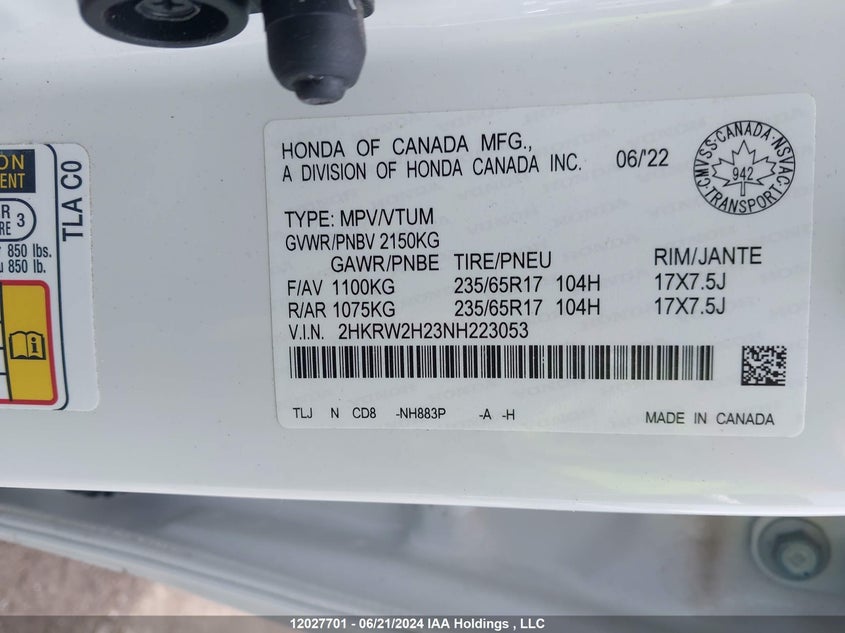 ON
ENT
R
RE 3
850 lbs.
u 850 lb.
TLA C0
HONDA OF CANADA MFG.,
A DIVISION OF HONDA CANADA INC.
06/'22
CMVSS·CANADA·NSVAC·TRANSPORT
942
TYPE: MPV/VTUM
GVWR/PNBV 2150KG
GAWR/PNBE TIRE/PNEU RIM/JANTE
F/AV 1100KG 235/65R17 104H 17X7.5J
R/AR 1075KG 235/65R17 104H 17X7.5J
V.I.N. 2HKRW2H23NH223053
TLJ N CD8 -NH883P -A -H
MADE IN CANADA
12027701 - 06/21/2024 IAA Holdings , LLC